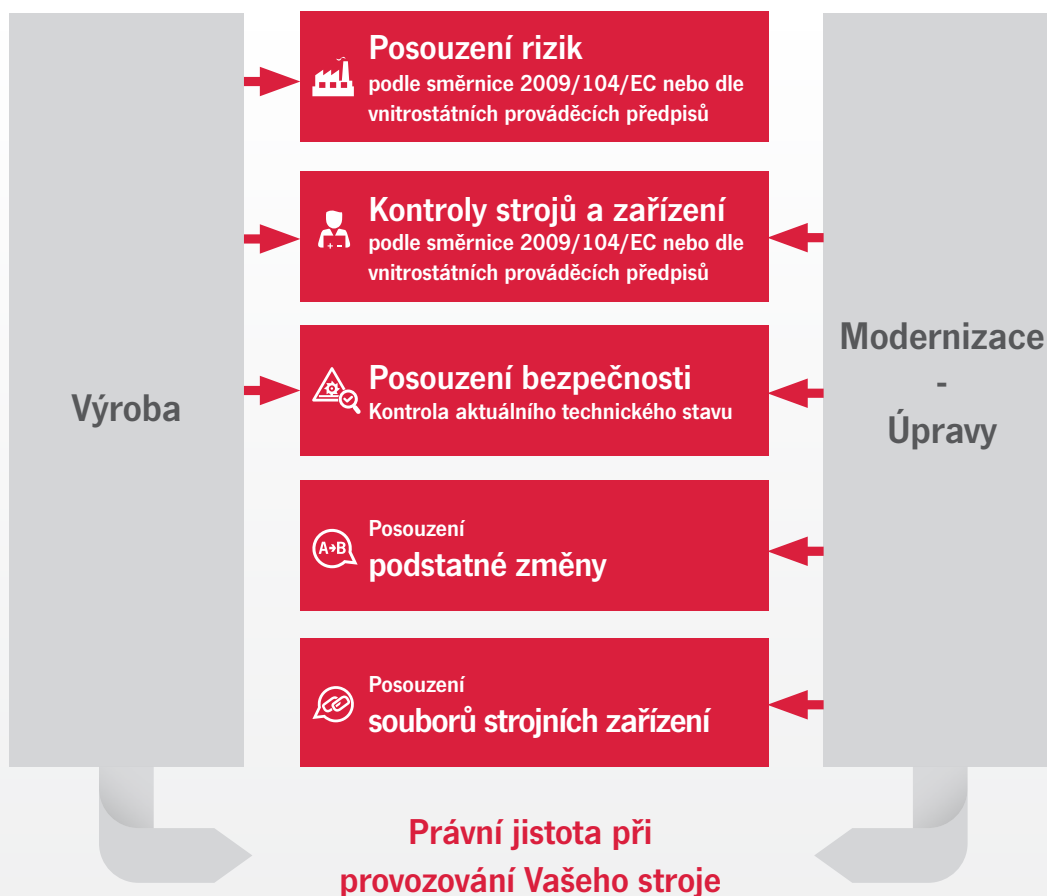 Výroba
Posouzení rizik
podle směrnice 2009/104/EC nebo dle
vnitrostátních prováděcích předpisů
Kontroly strojů a zařízení
podle směrnice 2009/104/EC nebo dle
vnitrostátních prováděcích předpisů
Posouzení bezpečnosti
Kontrola aktuálního technického stavu
A→B
Posouzení
podstatné změny
Posouzení
souborů strojních zařízení
Modernizace
-
Úpravy
Právní jistota při
provozování Vašeho stroje